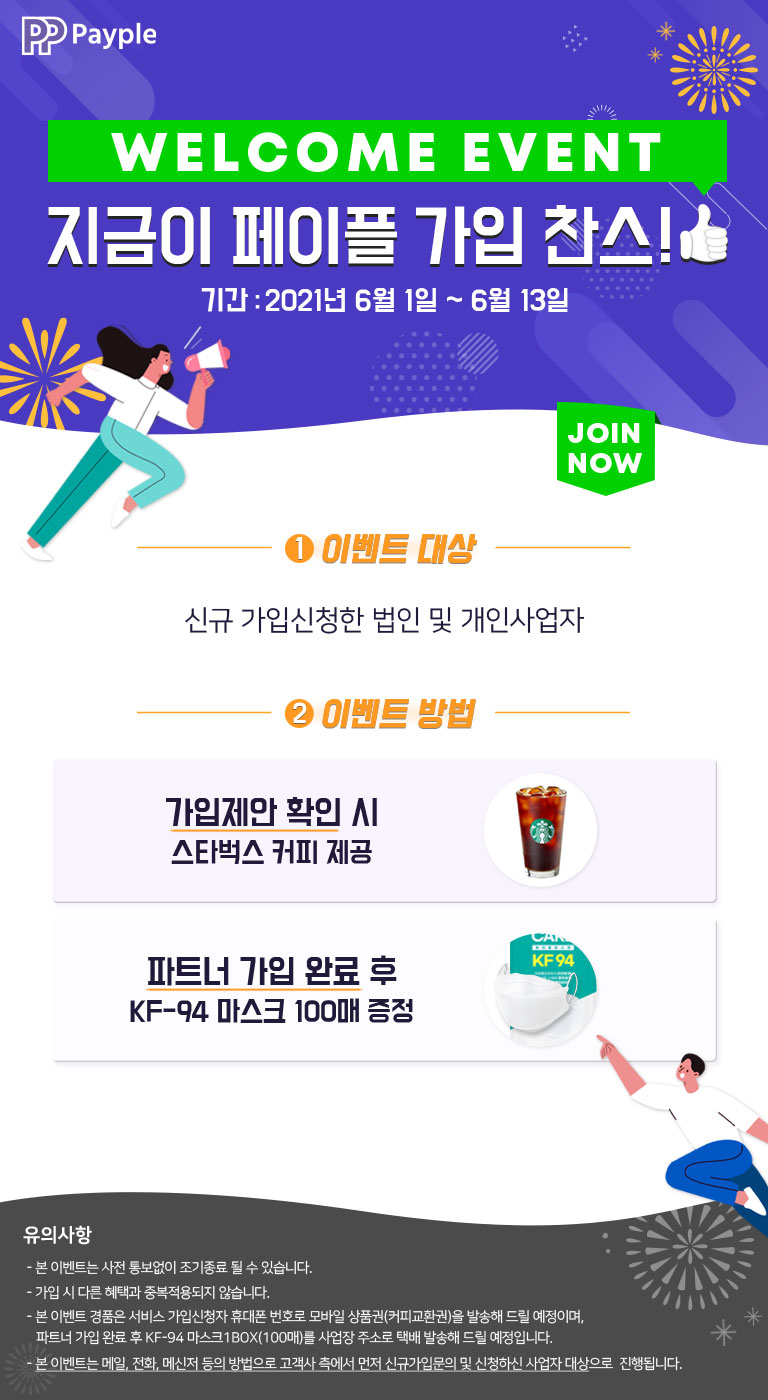 PP Payple
WELCOME EVENT
지금이 페이플 가입 찬스!
기간 : 2021년 6월 1일 ~ 6월 13일
JOIN
NOW
1 이벤트 대상
신규 가입신청한 법인 및 개인사업자
2 이벤트 방법
가입제안 확인 시
스타벅스 커피 제공
파트너 가입 완료 후
KF-94 마스크 100매 증정
KF94
유의사항
- 본 이벤트는 사전 통보없이 조기종료 될 수 있습니다.
- 가입 시 다른 혜택과 중복적용되지 않습니다.
- 본 이벤트 경품은 서비스 가입신청자 휴대폰 번호로 모바일 상품권(커피교환권)을 발송해 드릴 예정이며,
파트너 가입 완료 후 KF-94 마스크1BOX(100매)를 사업장 주소로 택배 발송해 드릴 예정입니다.
- 본 이벤트는 메일, 전화, 메신저 등의 방법으로 고객사 측에서 먼저 신규가입문의 및 신청하신 사업자 대상으로 진행됩니다.